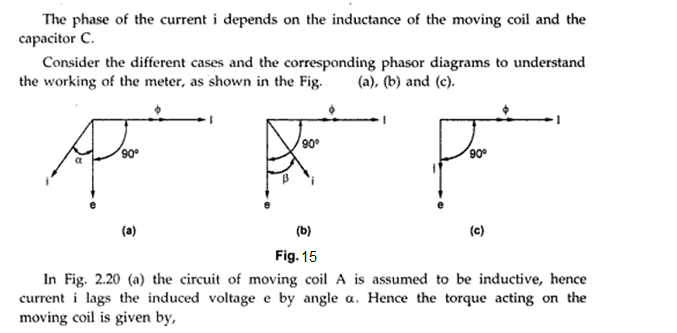 The phase of the current i depends on the inductance of the moving coil and the
capacitor C.
Consider the different cases and the corresponding phasor diagrams to understand
the working of the meter, as shown in the Fig. (a), (b) and (c).
ϕ ϕ ϕ
I I I
90° 90° 90°
α β
i i i
e e e
(a) (b) (c)
Fig. 15
In Fig. 2.20 (a) the circuit of moving coil A is assumed to be inductive, hence
current i lags the induced voltage e by angle α. Hence the torque acting on the
moving coil is given by,